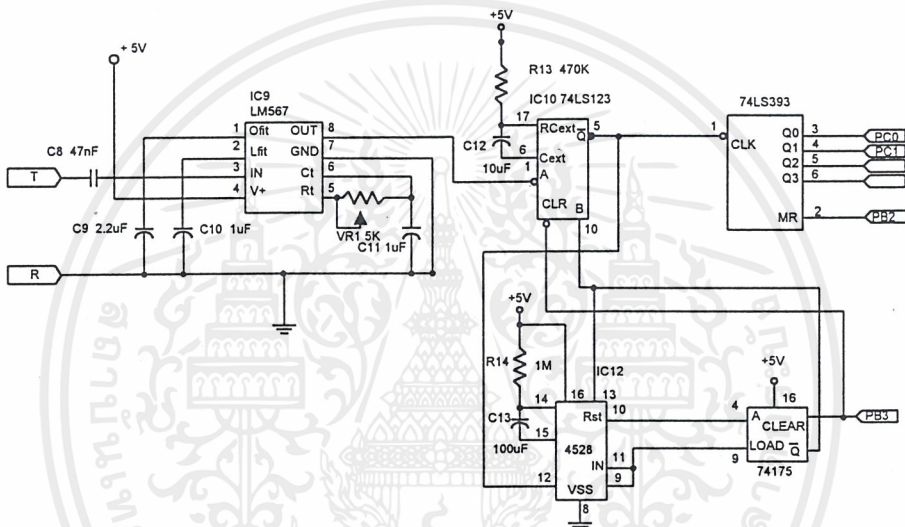 +5V
+ 5V
R13 470K
IC9
LM567
IC10 74LS123
74LS393
1 Ofit OUT 8
2 Lfit GND 7
3 IN Ct 6
4 V+ Rt 5
C8 47nF
T
C9 2.2uF
C10 1uF
VR1 5K
C11 1uF
R
17 RCext Q 5
C12
10uF
6 Cext
1 A
CLR B
10
1 CLK
Q0 3 PC0
Q1 4 PC1
Q2 5
Q3 6
MR 2 PB2
+5V
R14 1M
C13
100uF
IC12
14 16 13
15 Rst 10
4528
IN 11
12 9
VSS
8
+5V
16
4 A
CLEAR
LOAD Q
9
74175
PB3